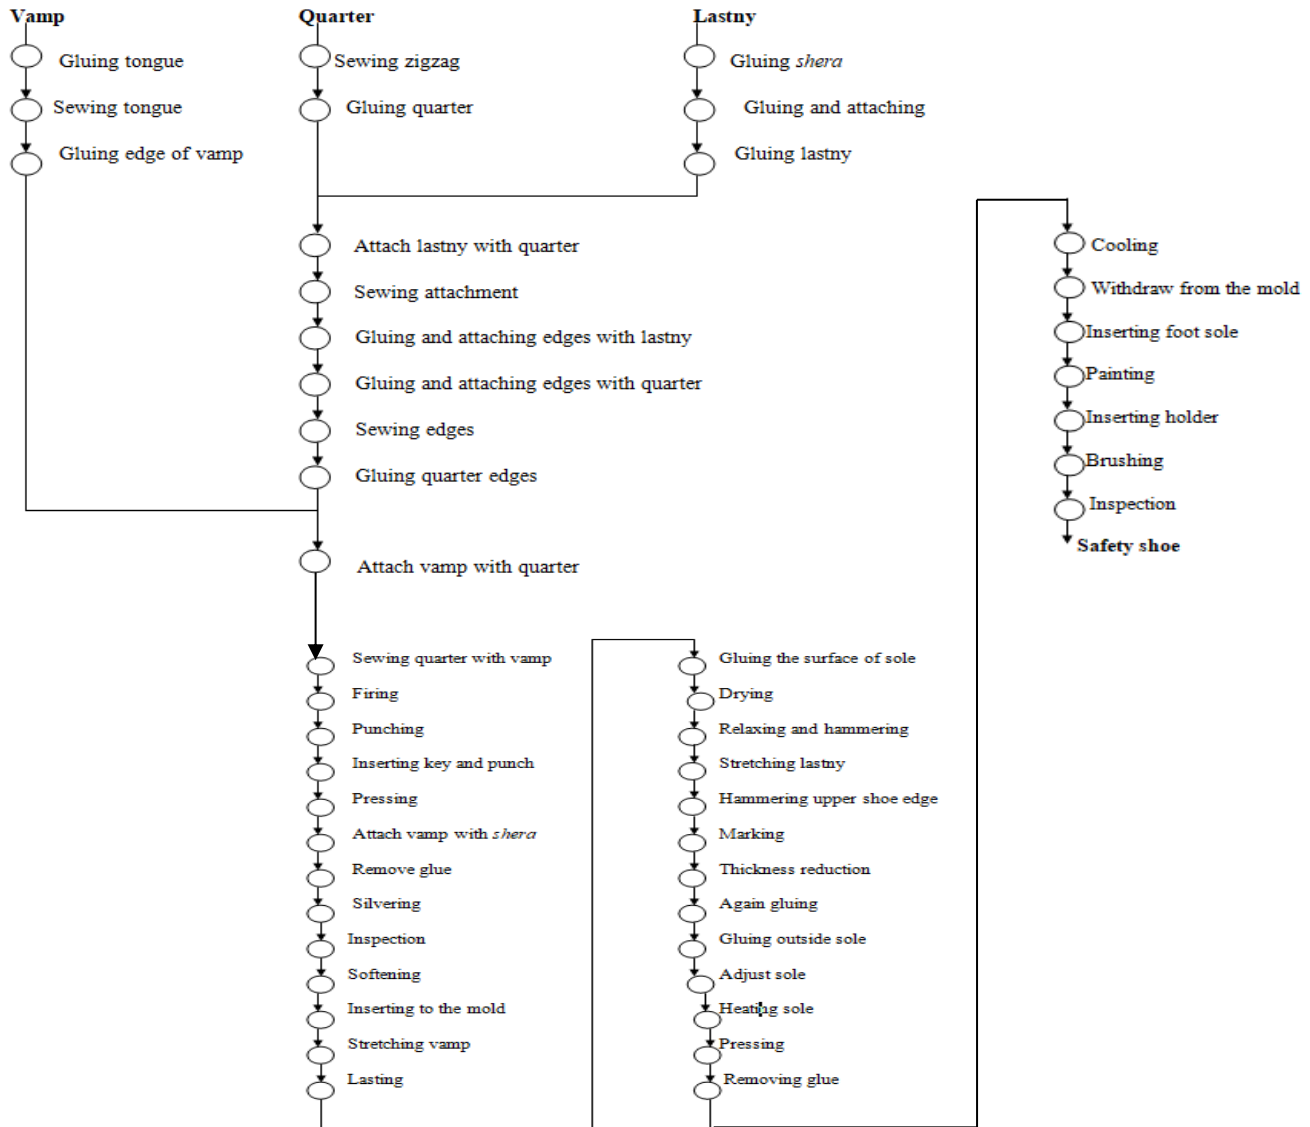 Vamp
Gluing tongue
Sewing tongue
Gluing edge of vamp
Quarter
Sewing zigzag
Gluing quarter
Lastny
Gluing shera
Gluing and attaching
Gluing lastny
Attach lastny with quarter
Sewing attachment
Gluing and attaching edges with lastny
Gluing and attaching edges with quarter
Sewing edges
Gluing quarter edges
Attach vamp with quarter
Sewing quarter with vamp
Firing
Punching
Inserting key and punch
Pressing
Attach vamp with shera
Remove glue
Silvering
Inspection
Softening
Inserting to the mold
Stretching vamp
Lasting
Gluing the surface of sole
Drying
Relaxing and hammering
Stretching lastny
Hammering upper shoe edge
Marking
Thickness reduction
Again gluing
Gluing outside sole
Adjust sole
Heating sole
Pressing
Removing glue
Cooling
Withdraw from the mold
Inserting foot sole
Painting
Inserting holder
Brushing
Inspection
Safety shoe